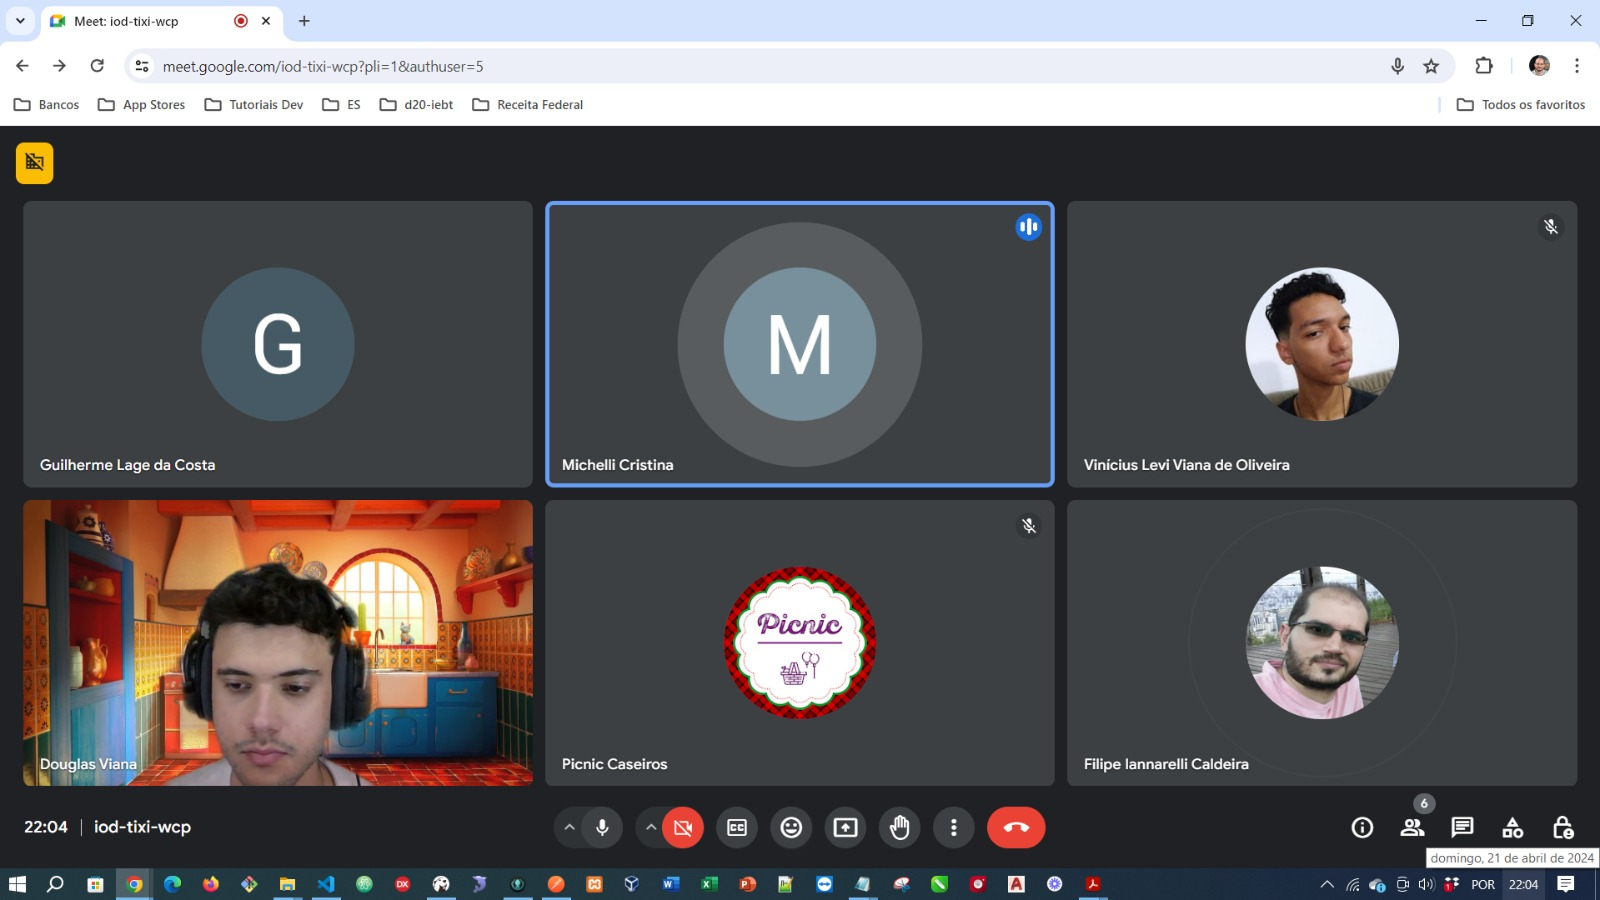 Meet: iod-tixi-wcp
meet.google.com/iod-tixi-wcp?pli=1&authuser=5
Bancos
App Stores
Tutoriais Dev
ES
d20-iebt
Receita Federal
Todos os favoritos
G
M
Guilherme Lage da Costa
Michelli Cristina
Vinícius Levi Viana de Oliveira
Picnic
Douglas Viana
Picnic Caseiros
Filipe Iannarelli Caldeira
6
22:04
iod-tixi-wcp
CC
domingo, 21 de abril de 2024
POR
22:04